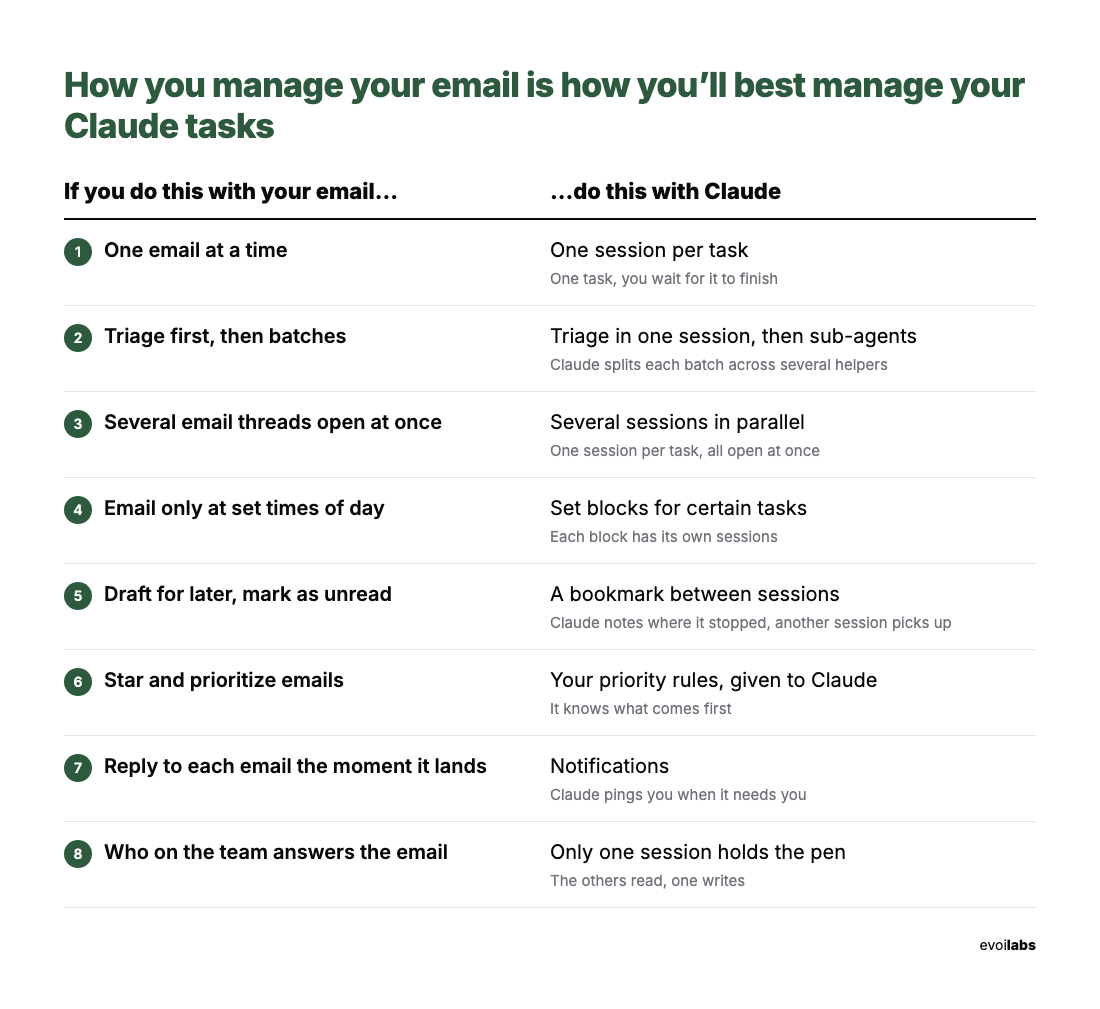 How you manage your email is how you’ll best manage your
Claude tasks
If you do this with your email…
…do this with Claude
1 One email at a time
One session per task
One task, you wait for it to finish
2 Triage first, then batches
Triage in one session, then sub-agents
Claude splits each batch across several helpers
3 Several email threads open at once
Several sessions in parallel
One session per task, all open at once
4 Email only at set times of day
Set blocks for certain tasks
Each block has its own sessions
5 Draft for later, mark as unread
A bookmark between sessions
Claude notes where it stopped, another session picks up
6 Star and prioritize emails
Your priority rules, given to Claude
It knows what comes first
7 Reply to each email the moment it lands
Notifications
Claude pings you when it needs you
8 Who on the team answers the email
Only one session holds the pen
The others read, one writes
evoilabs